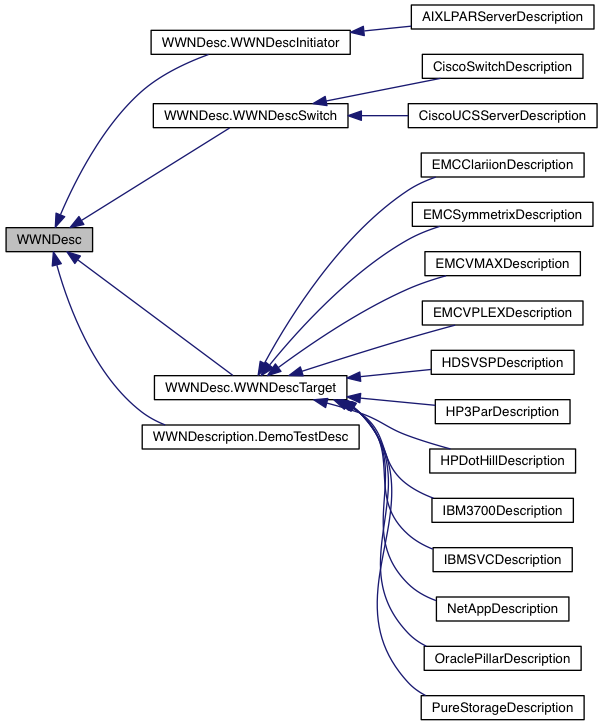 AIXLPARServerDescription
WWNDesc.WWNDescInitiator
CiscoSwitchDescription
WWNDesc.WWNDescSwitch
CiscoUCSServerDescription
EMCClariionDescription
EMCSymmetrixDescription
WWNDesc
EMCVMAXDescription
EMCVPLEXDescription
HDSVSPDescription
WWNDesc.WWNDescTarget
HP3ParDescription
WWNDescription.DemoTestDesc
HPDotHillDescription
IBM3700Description
IBMSVCDescription
NetAppDescription
OraclePillarDescription
PureStorageDescription